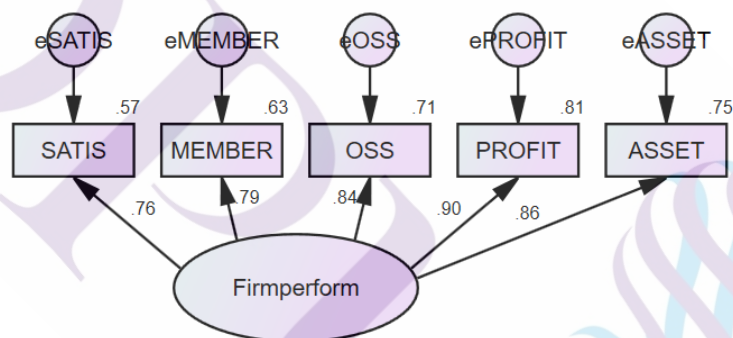 eSATIS eMEMBER eOSS ePROFIT eASSET
.57 .63 .71 .81 .75
SATIS MEMBER OSS PROFIT ASSET
.76 .79 .84 .90 .86
Firmperform